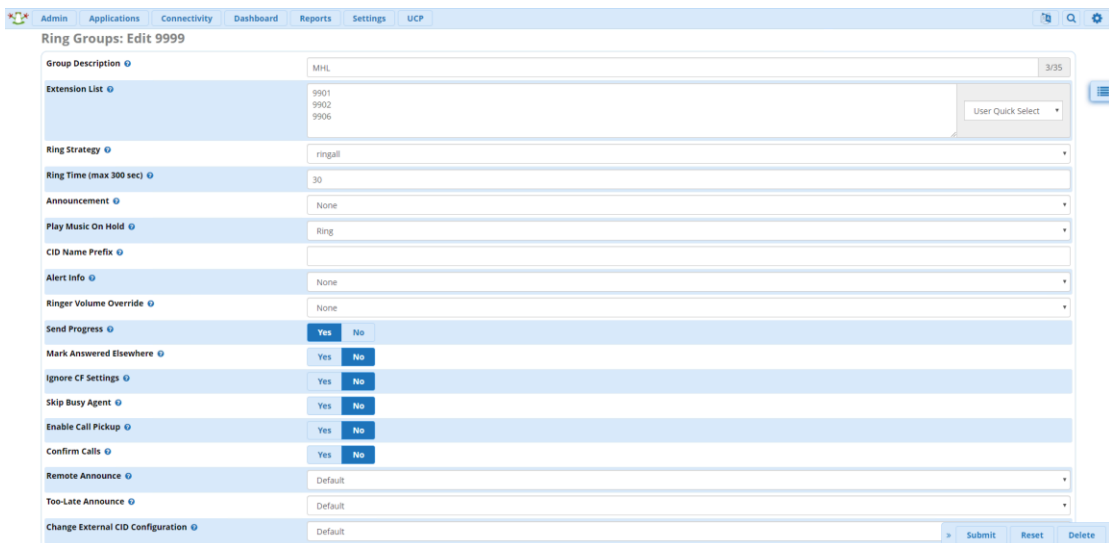 Admin Applications Connectivity Dashboard Reports Settings UCP
Ring Groups: Edit 9999
Group Description
MHL
3/35
Extension List
9901
9902
9906
User Quick Select
Ring Strategy
ringall
Ring Time (max 300 sec)
30
Announcement
None
Play Music On Hold
Ring
CID Name Prefix
Alert Info
None
Ringer Volume Override
None
Send Progress
Yes No
Mark Answered Elsewhere
Yes No
Ignore CF Settings
Yes No
Skip Busy Agent
Yes No
Enable Call Pickup
Yes No
Confirm Calls
Yes No
Remote Announce
Default
Too-Late Announce
Default
Change External CID Configuration
Default
» Submit Reset Delete